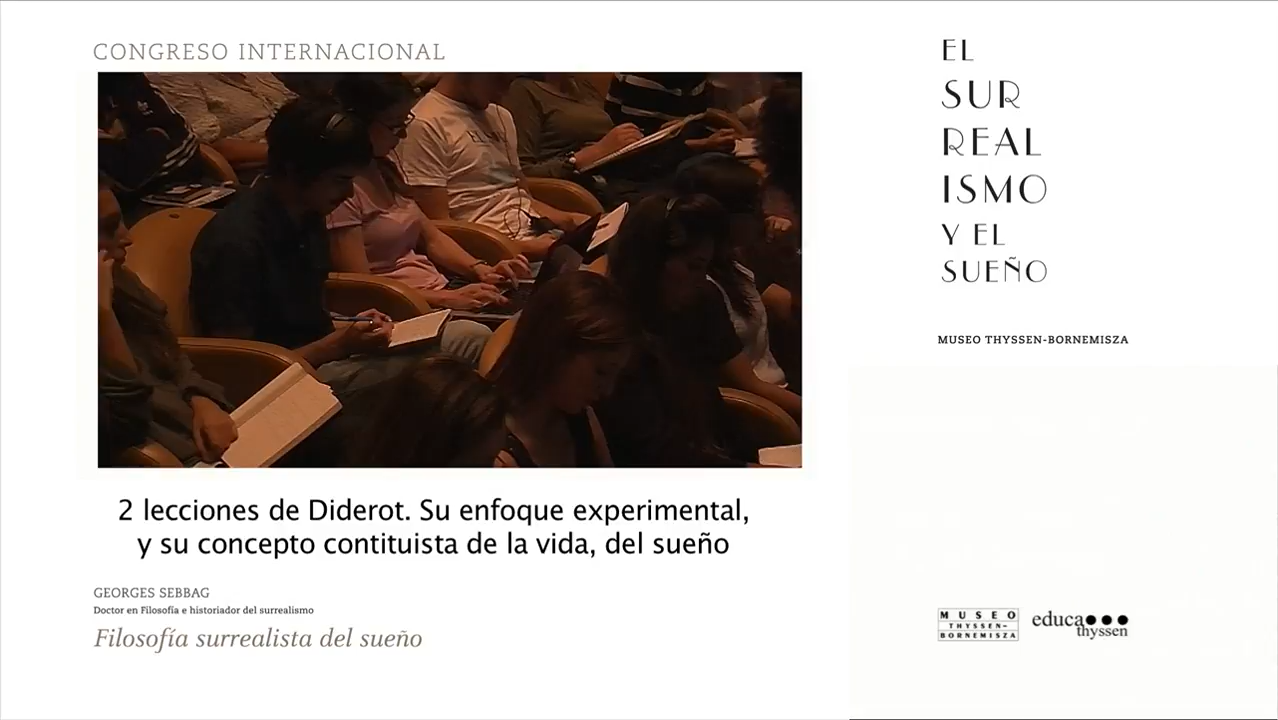 CONGRESO INTERNACIONAL
EL
SUR
REAL
ISMO
Y EL
SUEÑO
MUSEO THYSSEN-BORNEMISZA
2 lecciones de Diderot. Su enfoque experimental,
y su concepto contituista de la vida, del sueño
GEORGES SEBBAG
Doctor en Filosofía e historiador del surrealismo
Filosofía surrealista del sueño
MUSEO
THYSSEN-
BORNEMISZA
educa
thyssen